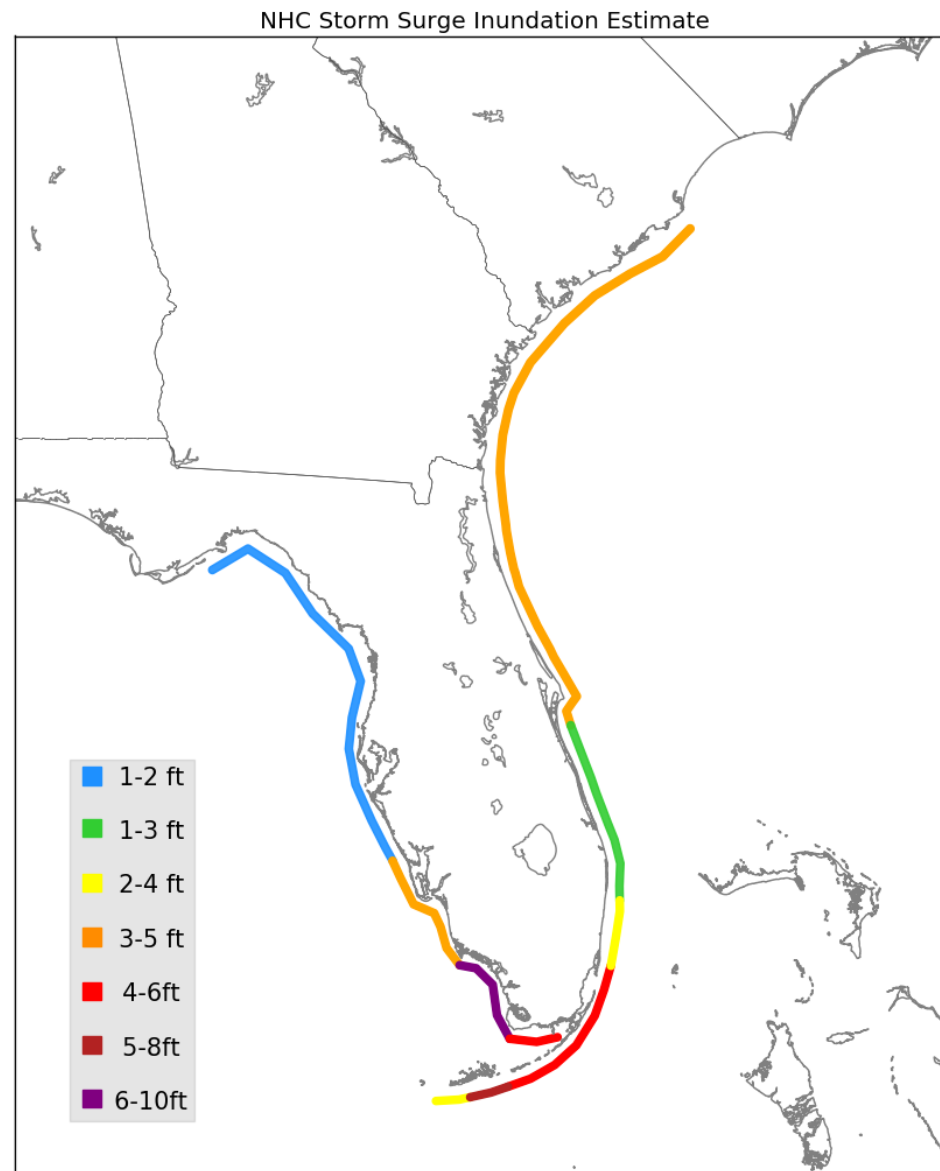 NHC Storm Surge Inundation Estimate
1-2 ft
1-3 ft
2-4 ft
3-5 ft
4-6ft
5-8ft
6-10ft